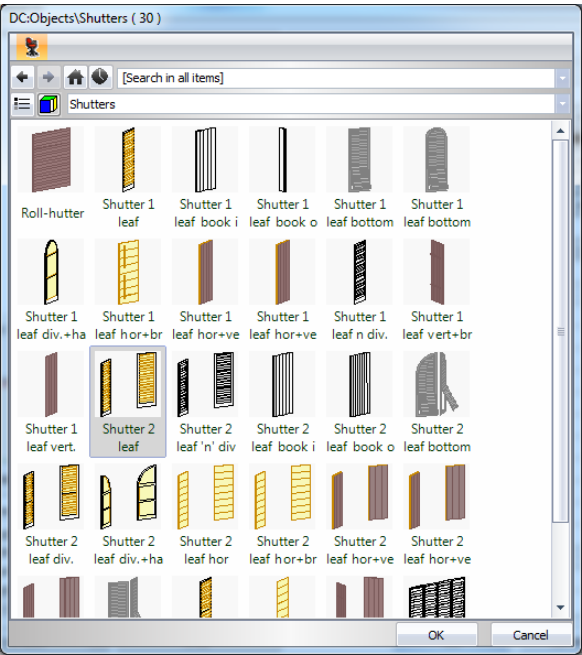 DC:Objects\Shutters ( 30 )
[Search in all items]
Shutters
Roll-hutter
Shutter 1
leaf
Shutter 1
leaf book i
Shutter 1
leaf book o
Shutter 1
leaf bottom
Shutter 1
leaf bottom
Shutter 1
leaf div.+ha
Shutter 1
leaf hor+br
Shutter 1
leaf hor+ve
Shutter 1
leaf hor+ve
Shutter 1
leaf n div.
Shutter 1
leaf vert+br
Shutter 1
leaf vert.
Shutter 2
leaf
Shutter 2
leaf 'n' div
Shutter 2
leaf book i
Shutter 2
leaf book o
Shutter 2
leaf bottom
Shutter 2
leaf div.
Shutter 2
leaf div.+ha
Shutter 2
leaf hor
Shutter 2
leaf hor+br
Shutter 2
leaf hor+ve
Shutter 2
leaf hor+ve
OK
Cancel